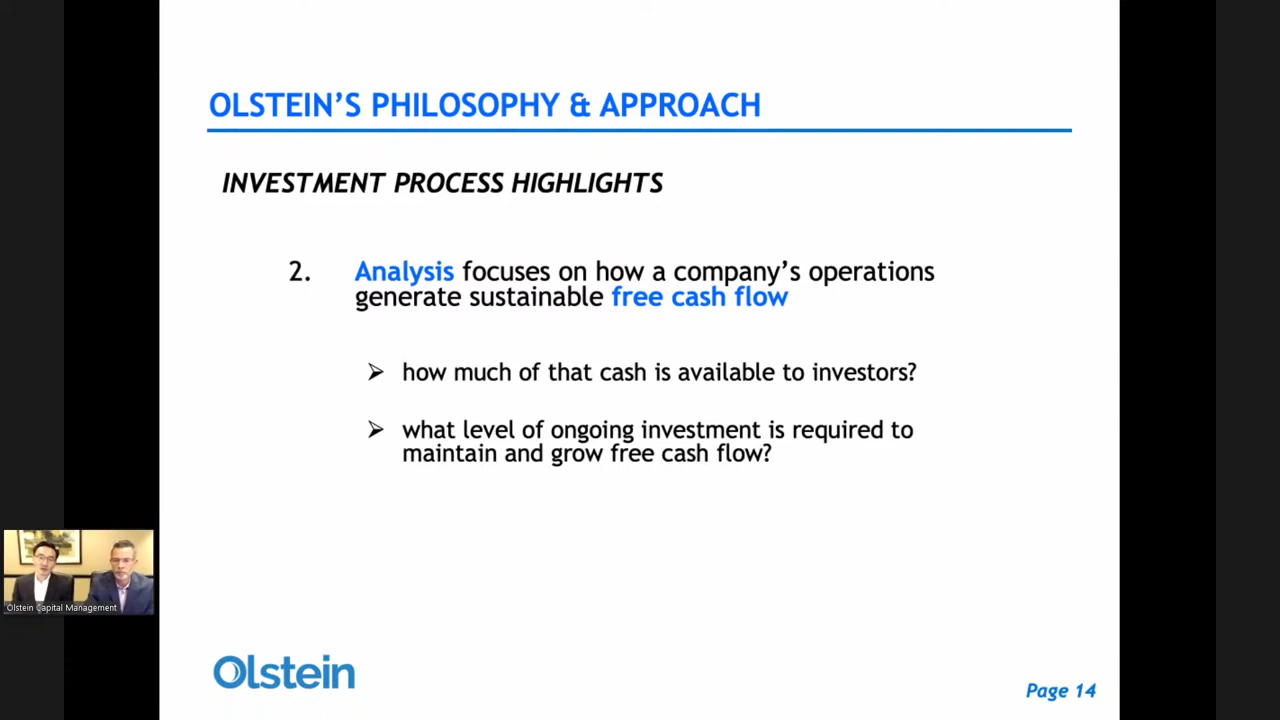 OLSTEIN'S PHILOSOPHY & APPROACH
INVESTMENT PROCESS HIGHLIGHTS
2. Analysis focuses on how a company's operations
generate sustainable free cash flow
➢ how much of that cash is available to investors?
➢ what level of ongoing investment is required to
maintain and grow free cash flow?
Olstein Capital Management
Olstein
Page 14